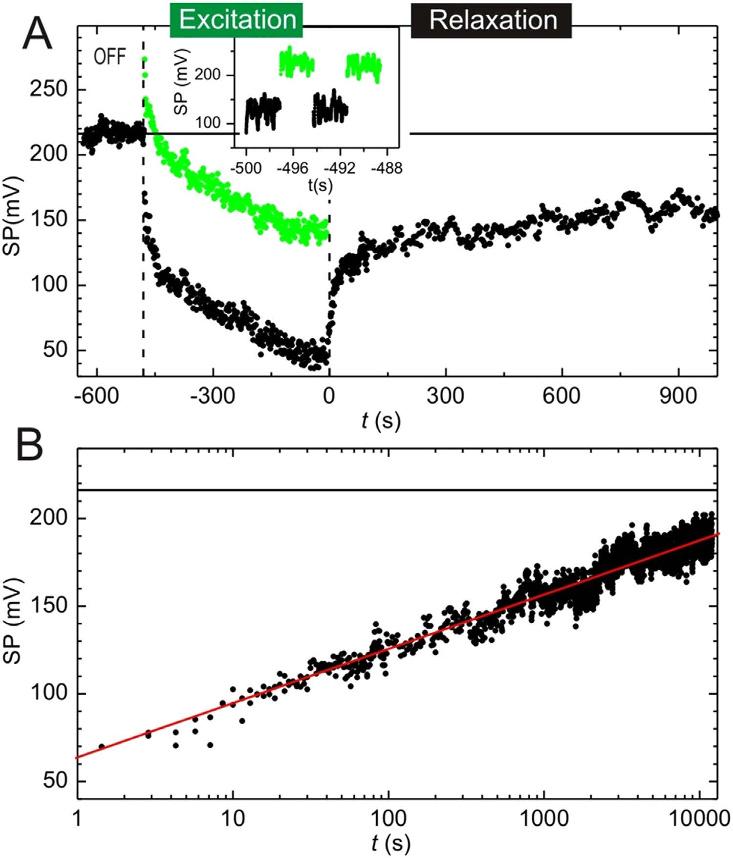 A
Excitation
Relaxation
OFF
SP (mV)
200
100
-500 -496 -492 -488
t(s)
SP(mV)
250
200
150
100
50
-600 -300 0 300 600 900
t (s)
B
SP (mV)
200
150
100
50
1 10 100 1000 10000
t (s)